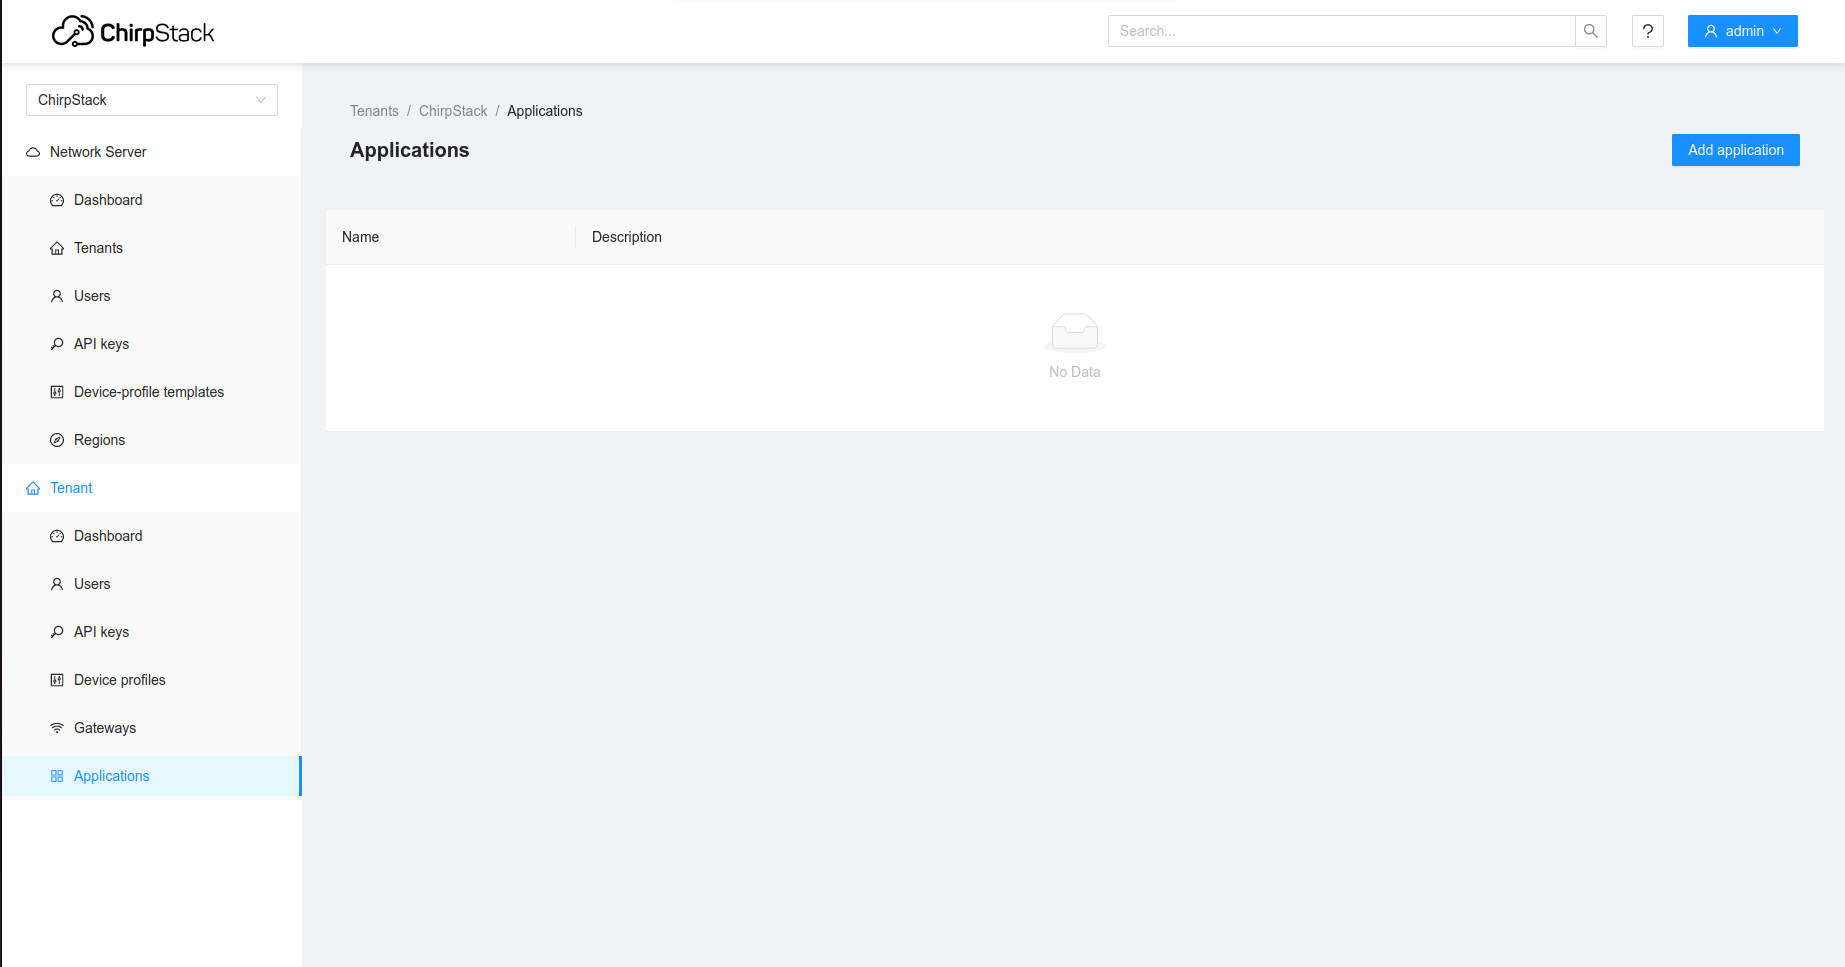 ChirpStack
Search...
?
admin
ChirpStack
Network Server
Dashboard
Tenants
Users
API keys
Device-profile templates
Regions
Tenant
Dashboard
Users
API keys
Device profiles
Gateways
Applications
Tenants / ChirpStack / Applications
Applications
Add application
Name Description
No Data